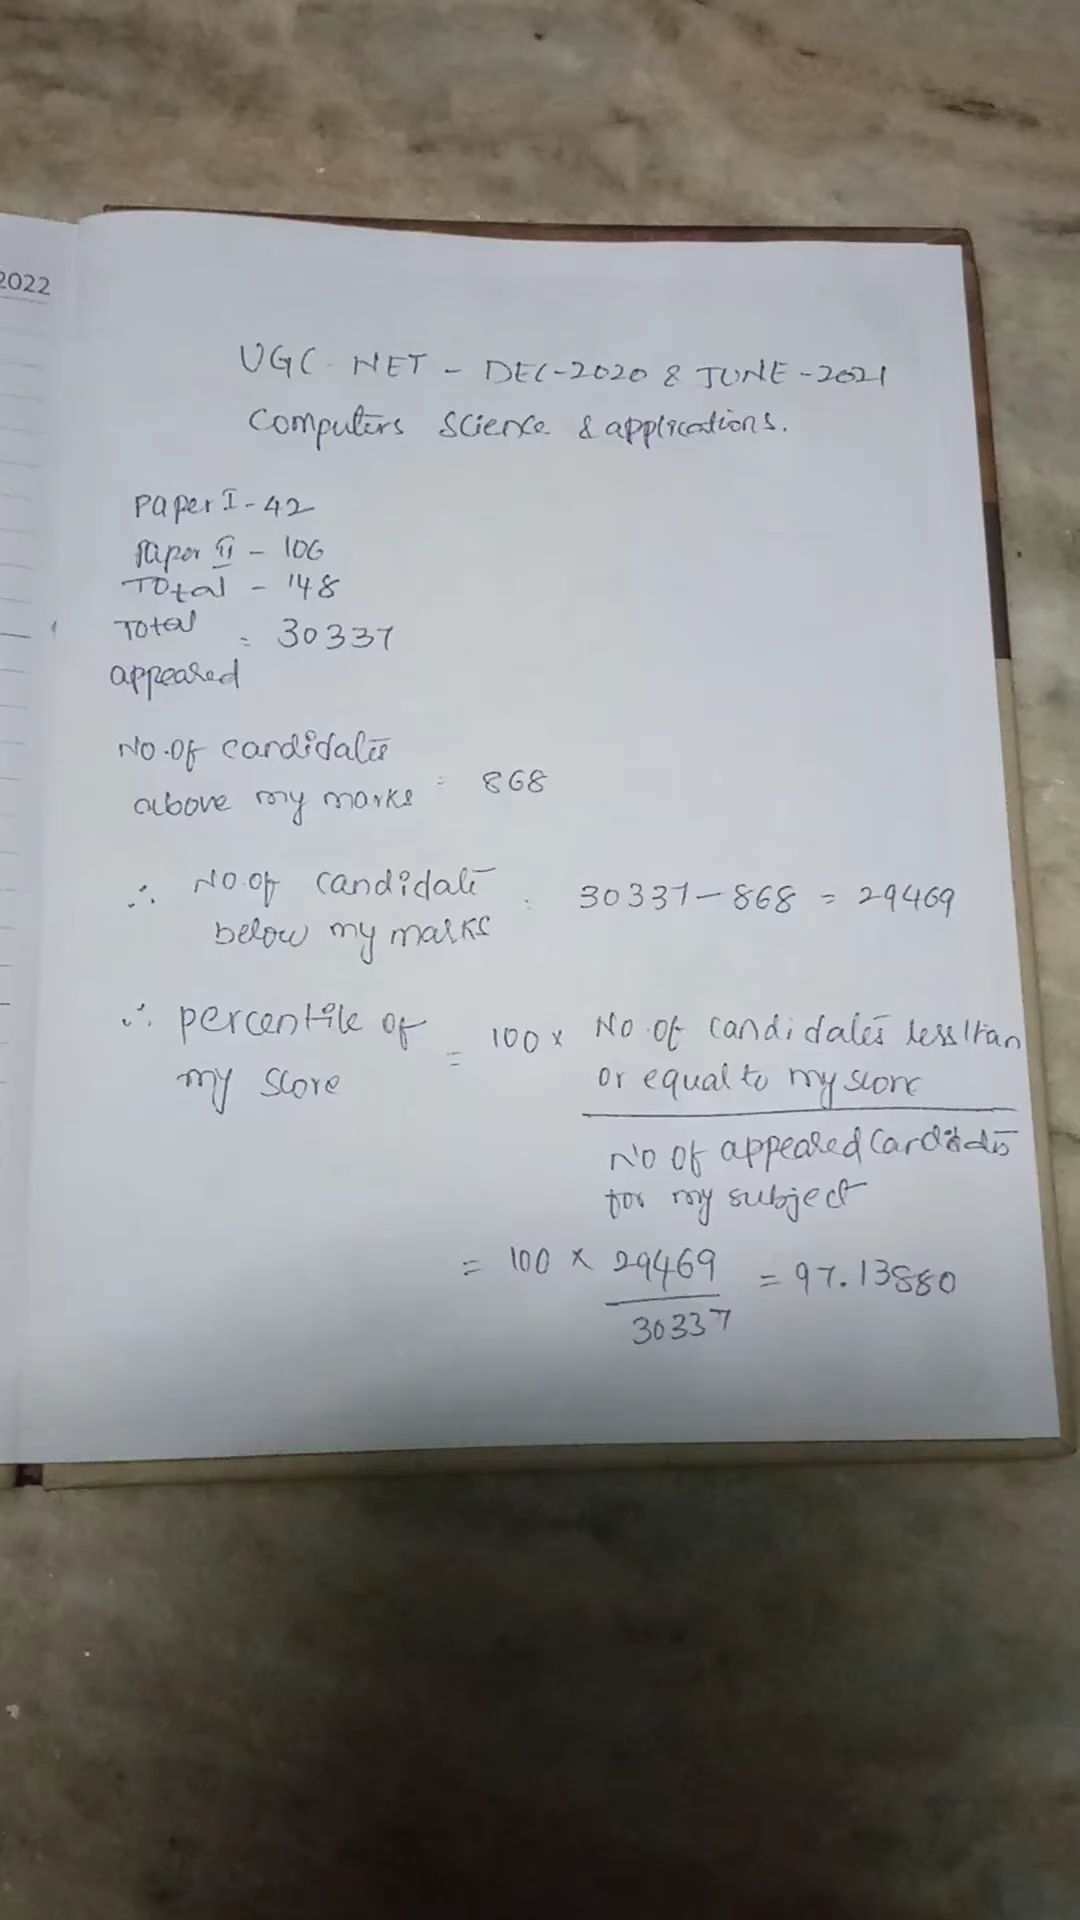 2022
UGC-NET - DEC-2020 & JUNE-2021
Computers Science & applications.
Paper I - 42
Paper II - 106
Total - 148
Total
= 30337
appeared
No. of candidates
above my marks = 868
∴ No. of candidate
below my marks : 30337 - 868 = 29469
∴ percentile of
my score
= 100 × No. of candidates less than
or equal to my score
No of appeared Candidates
for my subject
= 100 × 29469
30337
= 97.13880